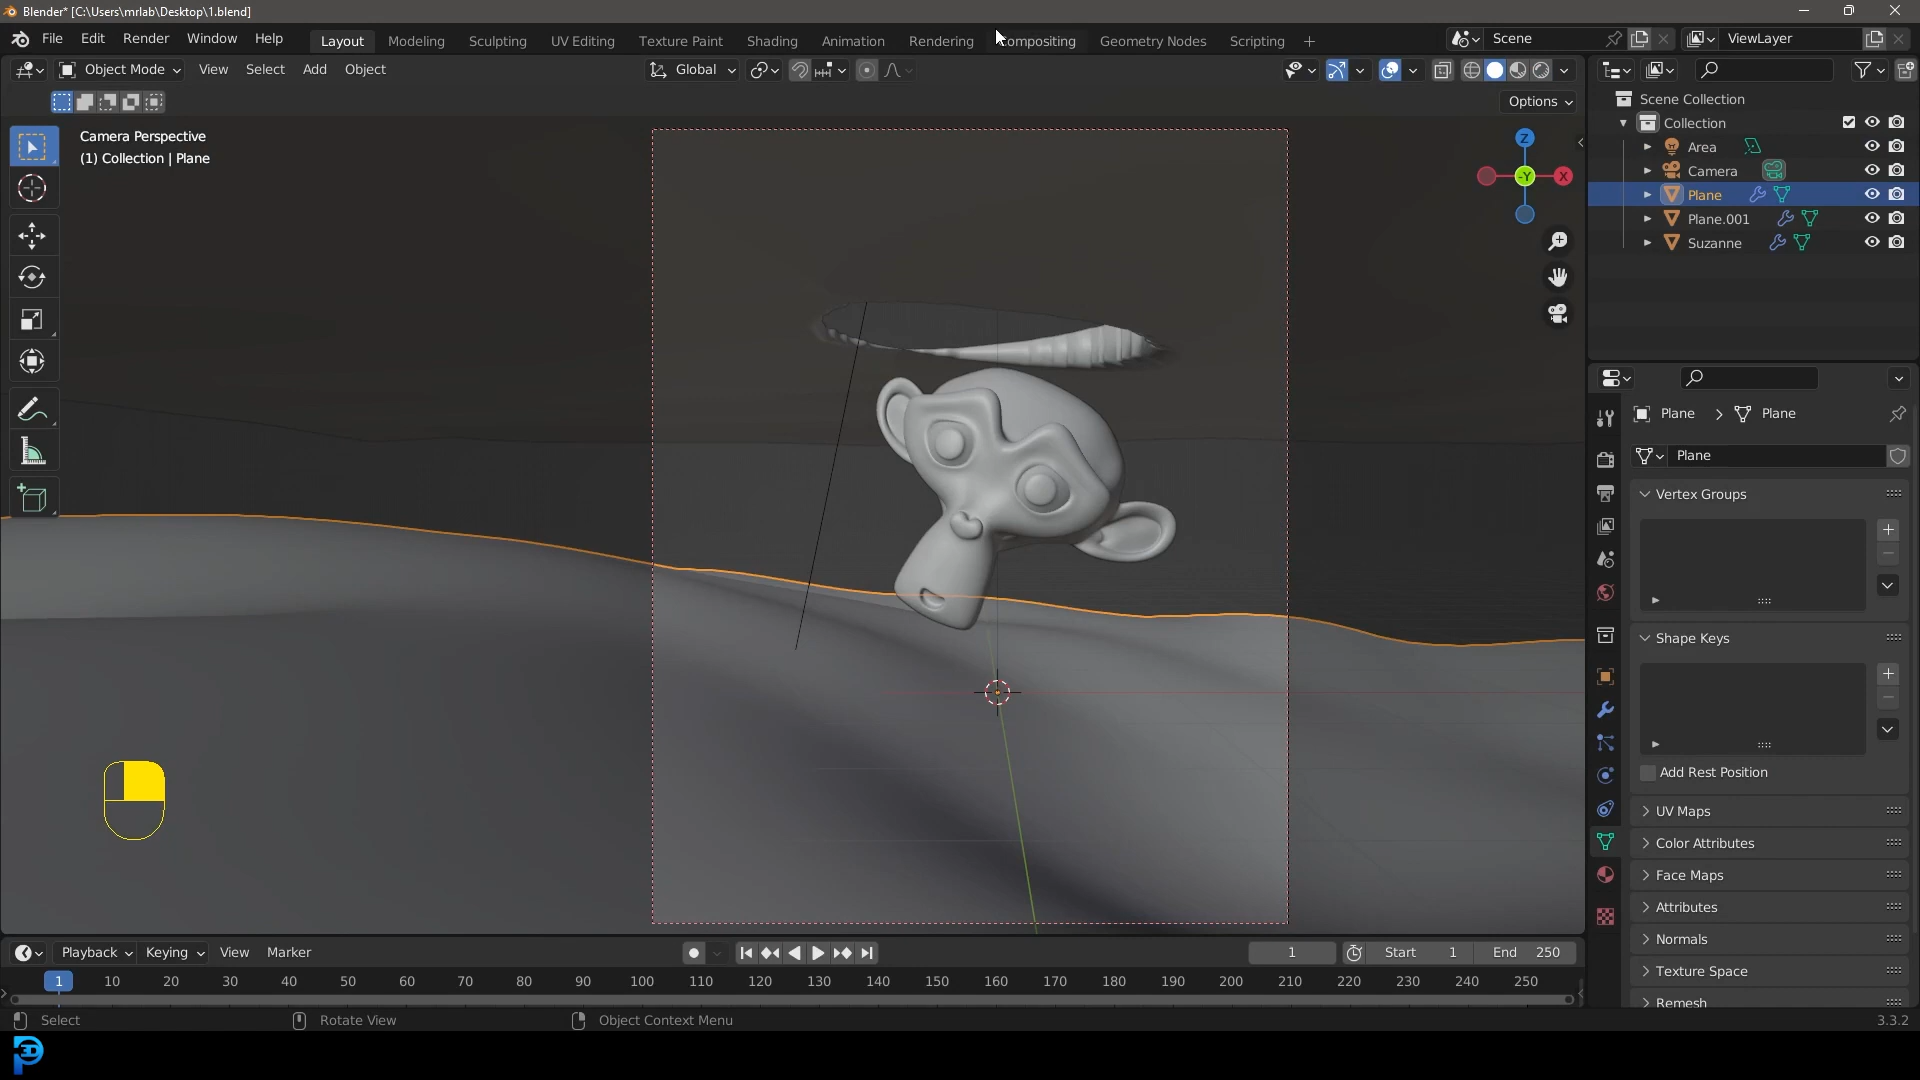 Blender* [C:\Users\mrlab\Desktop\1.blend]
File Edit Render Window Help Layout Modeling Sculpting UV Editing Texture Paint Shading Animation Rendering Compositing Geometry Nodes Scripting + Scene ViewLayer
Object Mode View Select Add Object Global
Options
Camera Perspective
(1) Collection | Plane
Z
-Y
X
Scene Collection
Collection
Area
Camera
Plane
Plane.001
Suzanne
Plane > Plane
Plane
Vertex Groups
Shape Keys
Add Rest Position
UV Maps
Color Attributes
Face Maps
Attributes
Normals
Texture Space
Remesh
Playback Keying View Marker 1 Start 1 End 250
1 10 20 30 40 50 60 70 80 90 100 110 120 130 140 150 160 170 180 190 200 210 220 230 240 250
Select Rotate View Object Context Menu 3.3.2